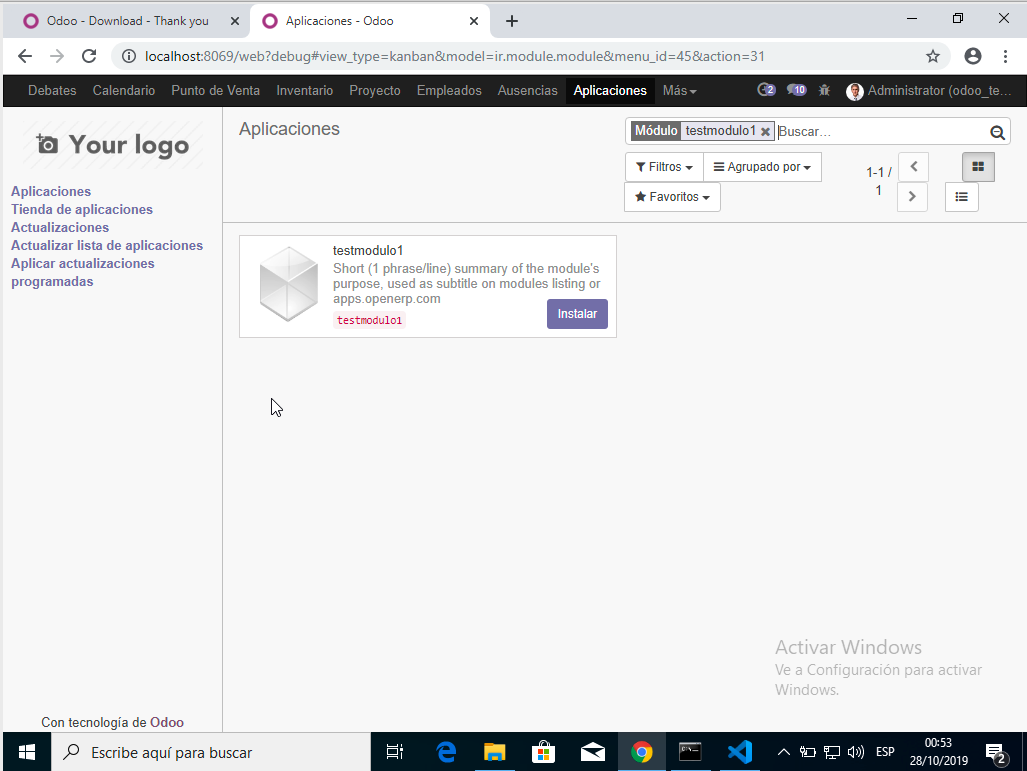 Odoo - Download - Thank you
Aplicaciones - Odoo
localhost:8069/web?debug#view_type=kanban&model=ir.module.module&menu_id=45&action=31
Debates Calendario Punto de Venta Inventario Proyecto Empleados Ausencias Aplicaciones Más 2 10 Administrator (odoo_te...
Your logo
Aplicaciones
Tienda de aplicaciones
Actualizaciones
Actualizar lista de aplicaciones
Aplicar actualizaciones
programadas
Con tecnología de Odoo
Aplicaciones
Módulo testmodulo1 Buscar...
Filtros Agrupado por
Favoritos
1-1 /
1
testmodulo1
Short (1 phrase/line) summary of the module's
purpose, used as subtitle on modules listing or
apps.openerp.com
testmodulo1
Instalar
Activar Windows
Ve a Configuración para activar
Windows.
Escribe aquí para buscar
ESP
00:53
28/10/2019
2